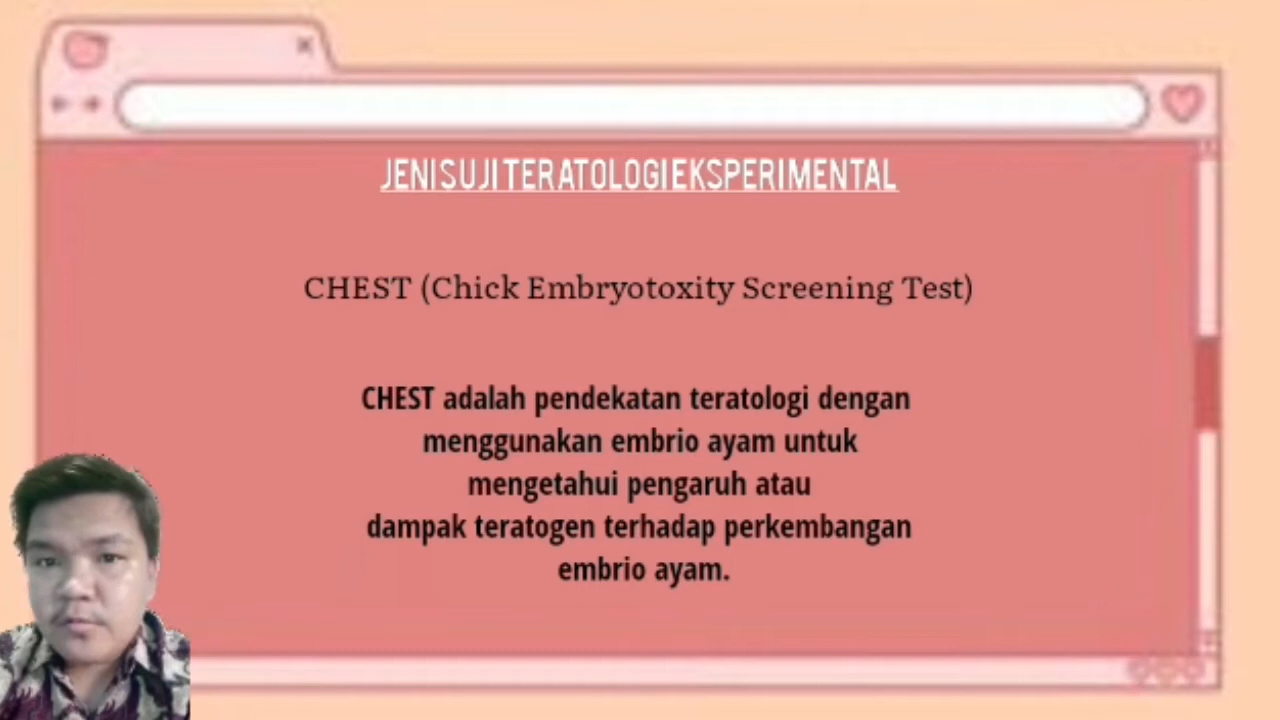 JENIS UJI TERATOLOGI EKSPERIMENTAL
CHEST (Chick Embryotoxity Screening Test)
CHEST adalah pendekatan teratologi dengan
menggunakan embrio ayam untuk
mengetahui pengaruh atau
dampak teratogen terhadap perkembangan
embrio ayam.